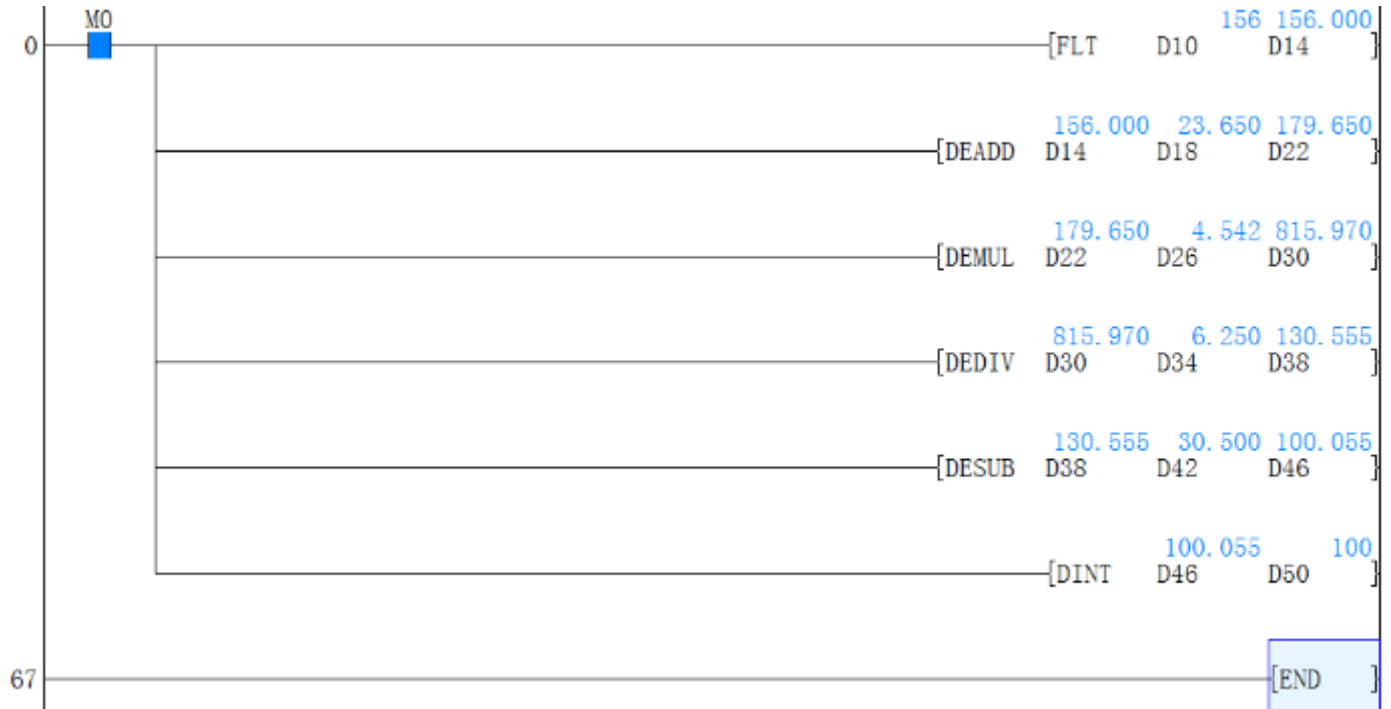 M0
156 156.000
0 [FLT D10 D14 ]
156.000 23.650 179.650
[DEADD D14 D18 D22 ]
179.650 4.542 815.970
[DEMUL D22 D26 D30 ]
815.970 6.250 130.555
[DEDIV D30 D34 D38 ]
130.555 30.500 100.055
[DESUB D38 D42 D46 ]
100.055 100
[DINT D46 D50 ]
67 [END ]